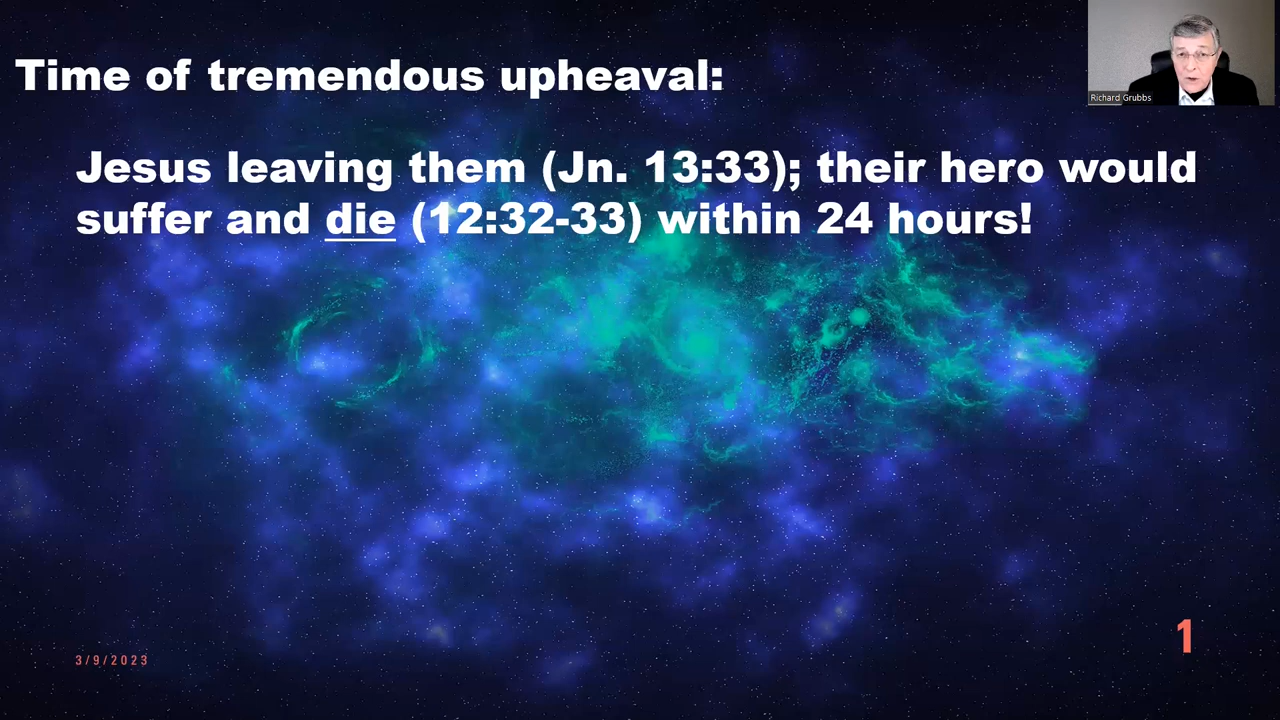 Time of tremendous upheaval:
Richard Grubbs
Jesus leaving them (Jn. 13:33); their hero would
suffer and die (12:32-33) within 24 hours!
1
3/9/2023